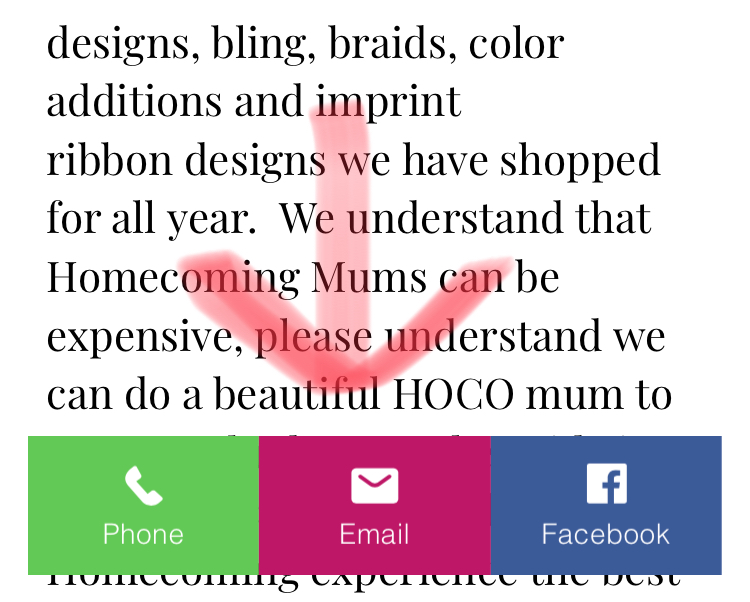 designs, bling, braids, color
additions and imprint
ribbon designs we have shopped
for all year.  We understand that
Homecoming Mums can be
expensive, please understand we
can do a beautiful HOCO mum to
Phone Email Facebook
Homecoming experience the best